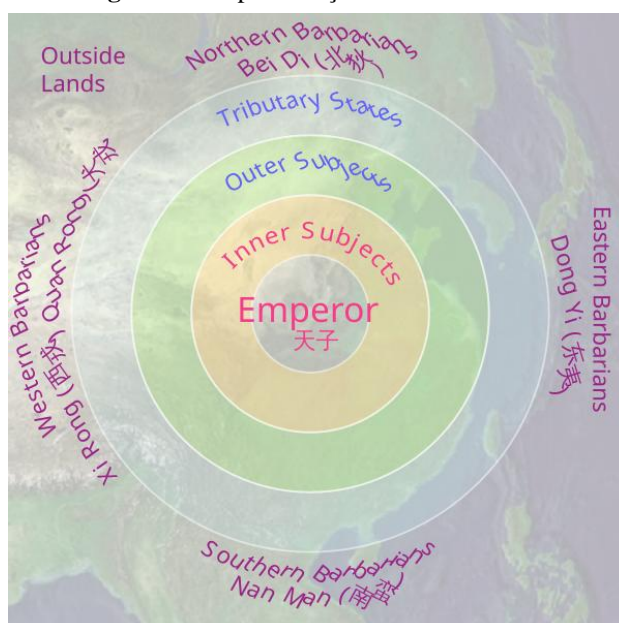 Outside
Lands
Northern Barbarians
Bei Di (北狄)
Tributary States
Outer Subjects
Inner Subjects
Emperor
天子
Western Barbarians
Xi Rong (西戎) Quan Rong (犬戎)
Eastern Barbarians
Dong Yi (东夷)
Southern Barbarians
Nan Man (南蛮)